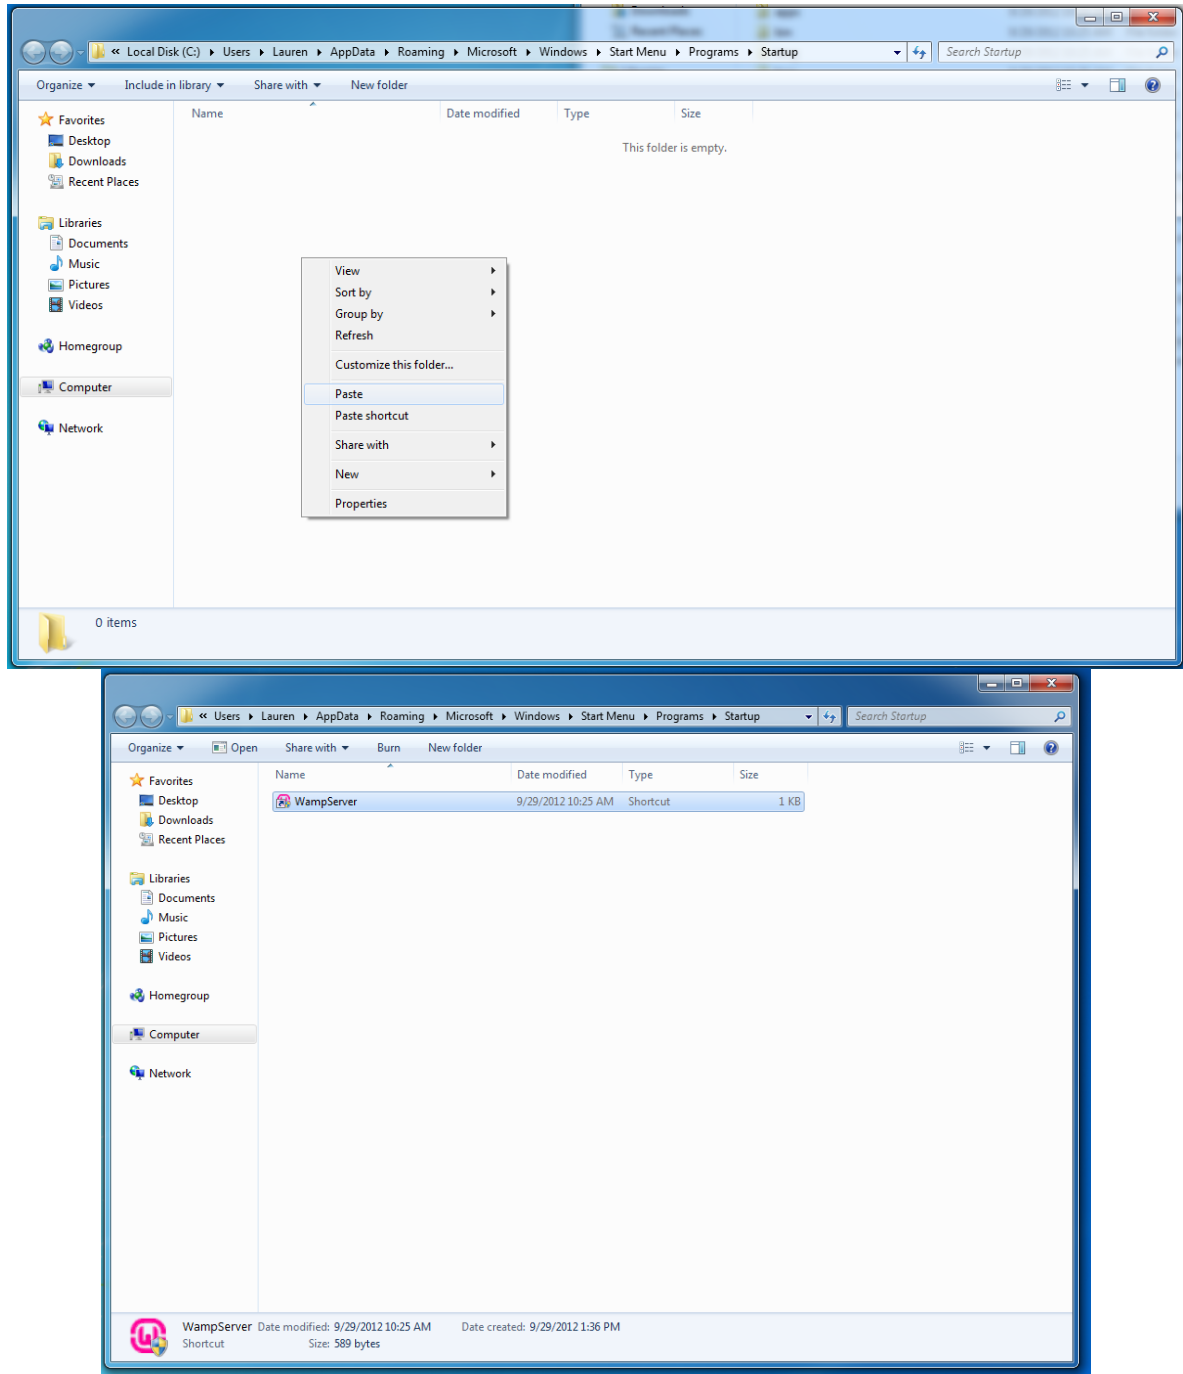 « Local Disk (C:) Users Lauren AppData Roaming Microsoft Windows Start Menu Programs Startup Search Startup
Organize Include in library Share with New folder
Name Date modified Type Size
This folder is empty.
Favorites
Desktop
Downloads
Recent Places
Libraries
Documents
Music
Pictures
Videos
Homegroup
Computer
Network
View
Sort by
Group by
Refresh
Customize this folder...
Paste
Paste shortcut
Share with
New
Properties
0 items
« Users Lauren AppData Roaming Microsoft Windows Start Menu Programs Startup Search Startup
Organize Open Share with Burn New folder
Name Date modified Type Size
WampServer 9/29/2012 10:25 AM Shortcut 1 KB
Favorites
Desktop
Downloads
Recent Places
Libraries
Documents
Music
Pictures
Videos
Homegroup
Computer
Network
WampServer Date modified: 9/29/2012 10:25 AM Date created: 9/29/2012 1:36 PM
Shortcut Size: 589 bytes